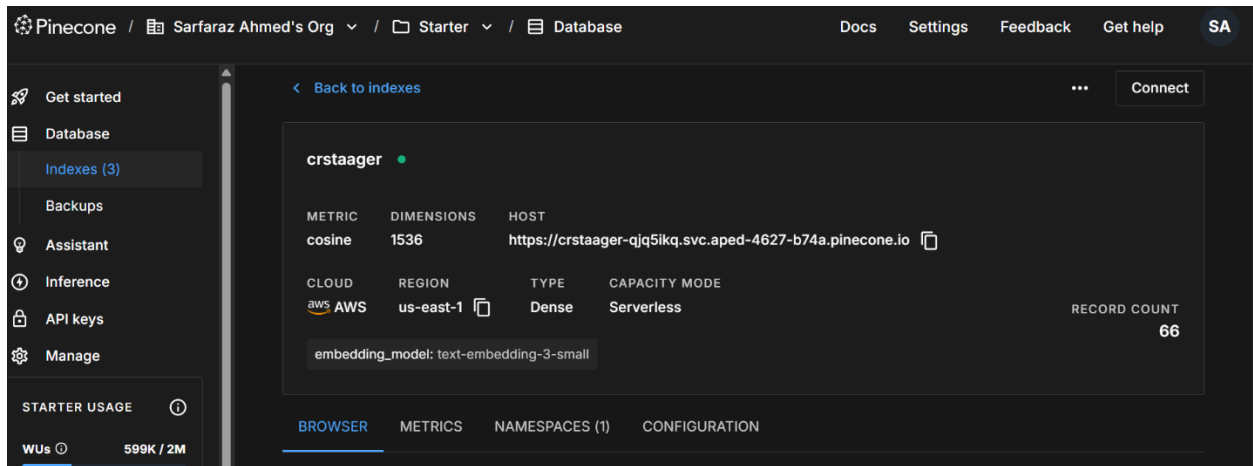 Pinecone / Sarfaraz Ahmed's Org / Starter / Database Docs Settings Feedback Get help SA
Get started
Database
Indexes (3)
Backups
Assistant
Inference
API keys
Manage
STARTER USAGE
WUs 599K / 2M
Back to indexes
Connect
crstaager
METRIC DIMENSIONS HOST
cosine 1536 https://crstaager-qjq5ikq.svc.aped-4627-b74a.pinecone.io
CLOUD REGION TYPE CAPACITY MODE
aws AWS us-east-1 Dense Serverless
RECORD COUNT
66
embedding_model: text-embedding-3-small
BROWSER METRICS NAMESPACES (1) CONFIGURATION